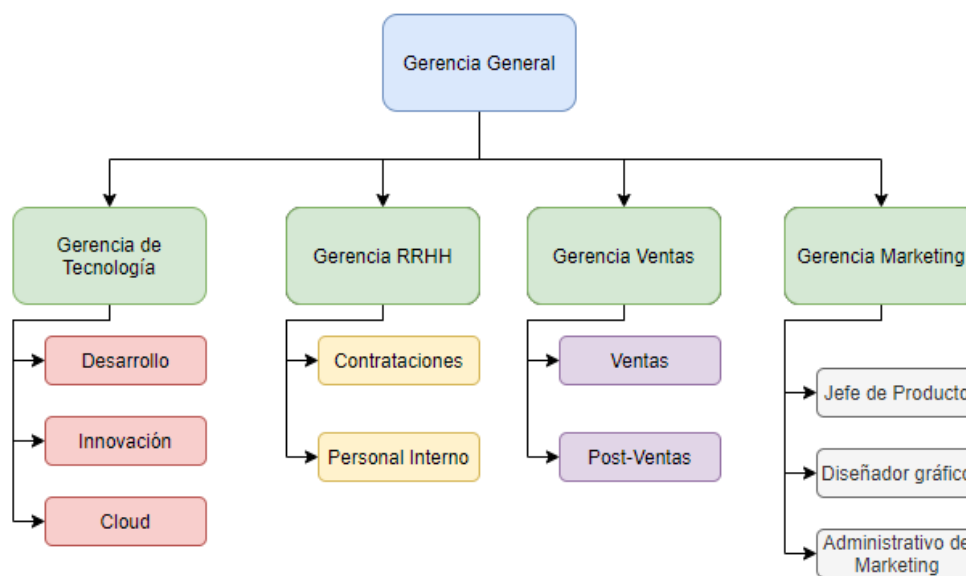 Gerencia General
Gerencia de
Tecnología
Gerencia RRHH
Gerencia Ventas
Gerencia Marketing
Desarrollo
Innovación
Cloud
Contrataciones
Personal Interno
Ventas
Post-Ventas
Jefe de Producto
Diseñador gráfico
Administrativo de
Marketing